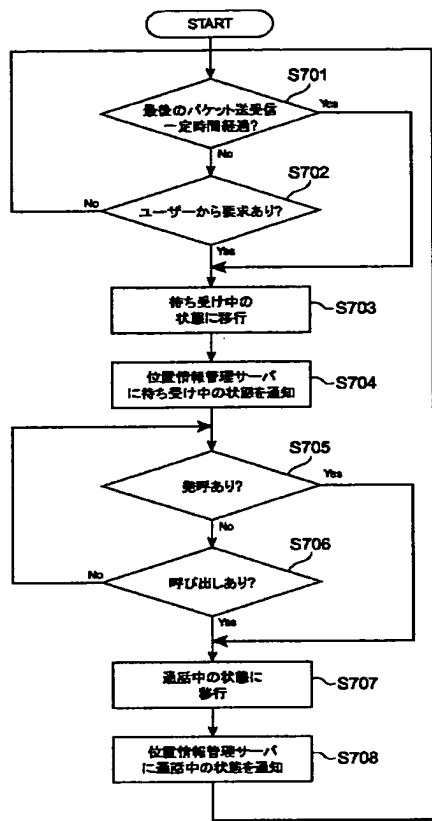 START
S701
最後のパケット送受信
一定時間経過?
Yes
No
S702
ユーザーから要求あり?
No
Yes
待ち受け中の
状態に移行
S703
位置情報管理サーバ
に待ち受け中の状態を通知
S704
S705
発呼あり?
Yes
No
S706
呼び出しあり?
No
Yes
通話中の状態に
移行
S707
位置情報管理サーバ
に通話中の状態を通知
S708